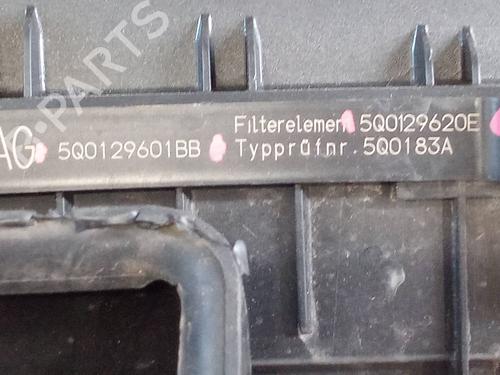 B PARTS
AG 5Q0129601BB
Filterelement 5Q0129620E
Typprüfnr. 5Q0183A